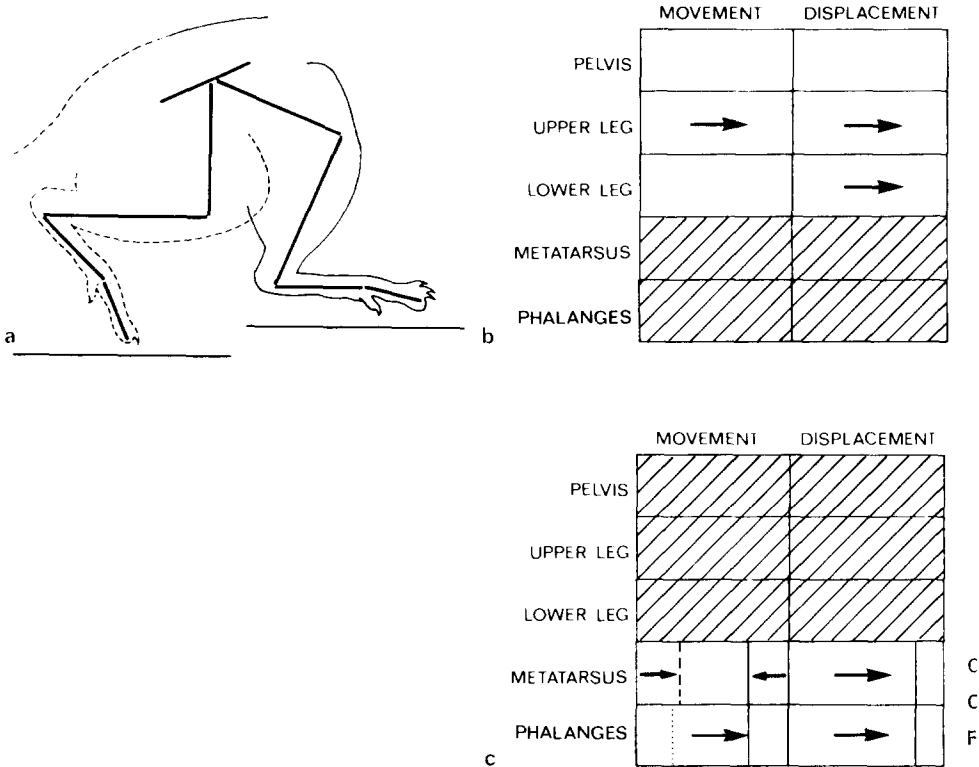 a
b
MOVEMENT DISPLACEMENT
PELVIS
UPPER LEG
LOWER LEG
METATARSUS
PHALANGES
c
MOVEMENT DISPLACEMENT
PELVIS
UPPER LEG
LOWER LEG
METATARSUS
PHALANGES